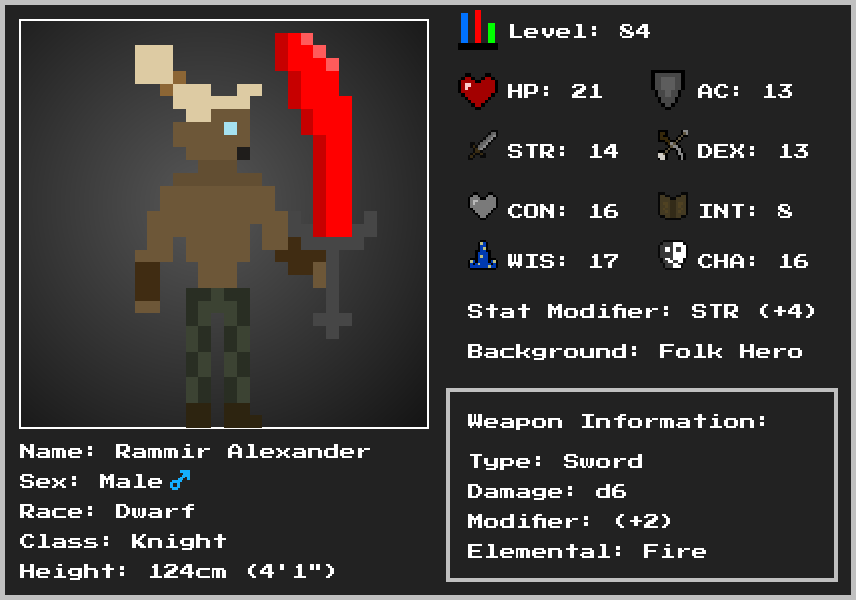 Level: 84
HP: 21
AC: 13
STR: 14
DEX: 13
CON: 16
INT: 8
WIS: 17
CHA: 16
Stat Modifier: STR (+4)
Background: Folk Hero
Name: Rammir Alexander
Sex: Male ♂
Race: Dwarf
Class: Knight
Height: 124cm (4'1")
Weapon Information:
Type: Sword
Damage: d6
Modifier: (+2)
Elemental: Fire